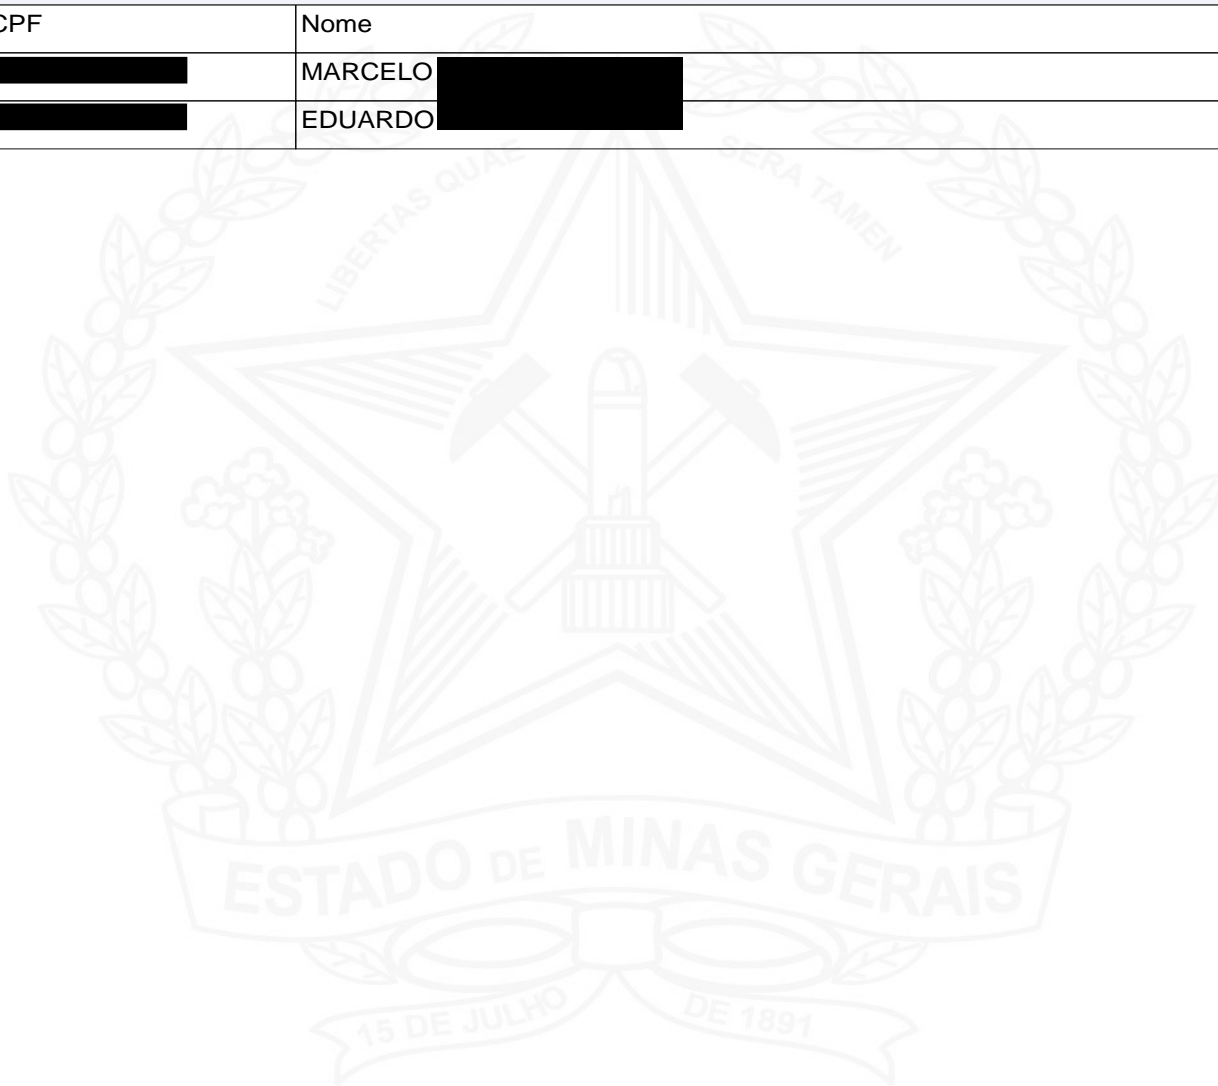 CPF Nome
MARCELO
EDUARDO
LIBERTAS QUAE SERA TAMEN
ESTADO DE MINAS GERAIS
15 DE JULHO DE 1891